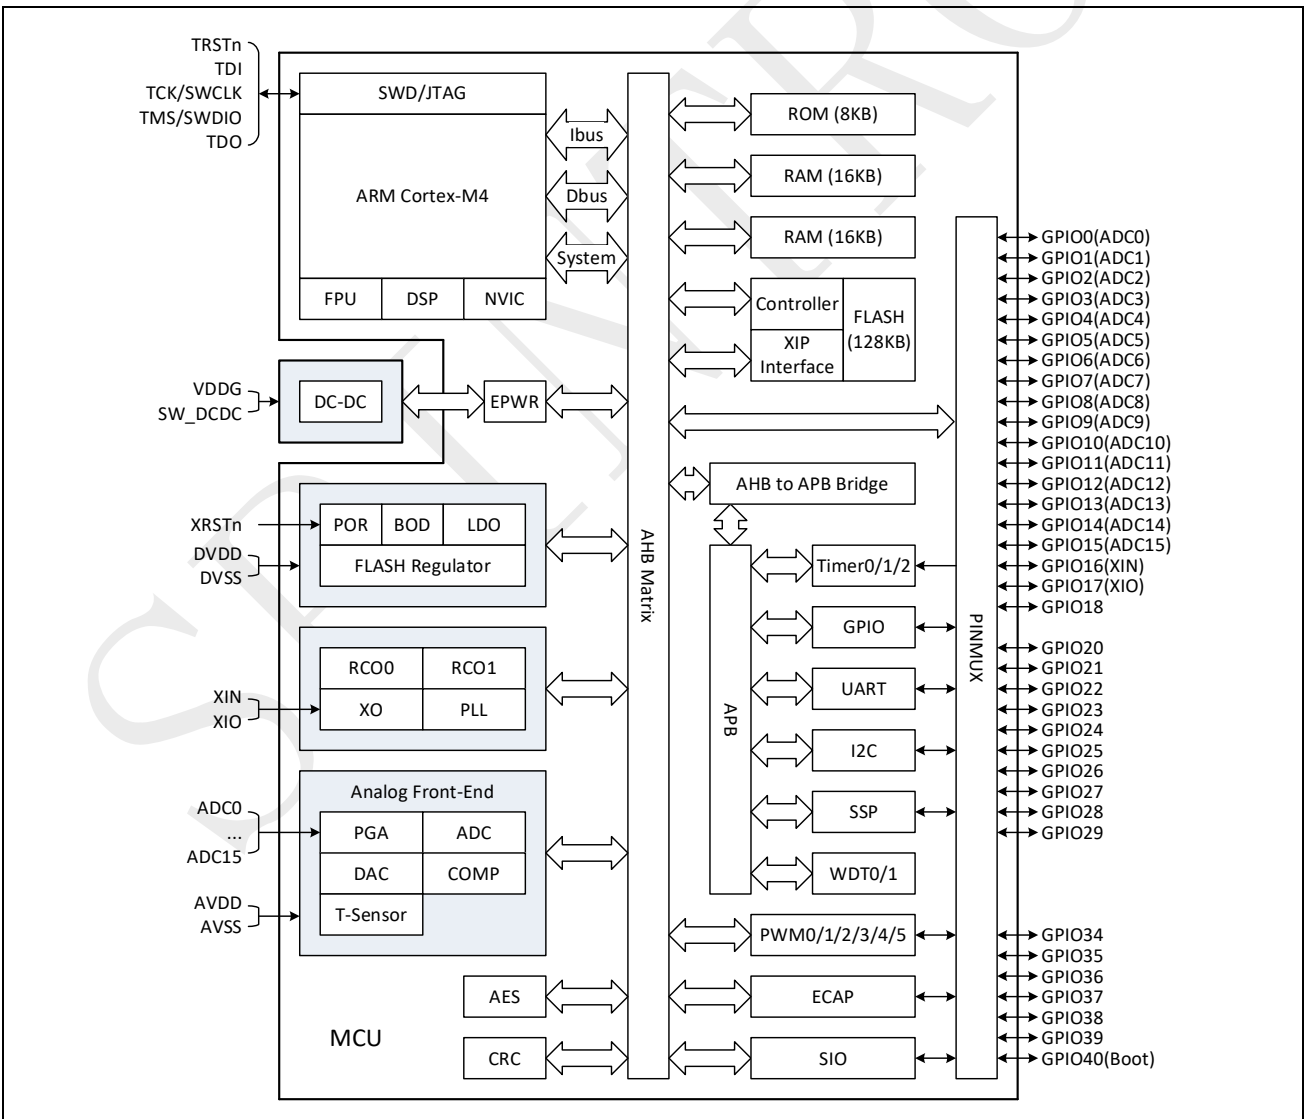 TRSTn
TDI
TCK/SWCLK
TMS/SWDIO
TDO
SWD/JTAG
ARM Cortex-M4
FPU
DSP
NVIC
Ibus
Dbus
System
VDDG
SW_DCDC
DC-DC
EPWR
XRSTn
DVDD
DVSS
POR
BOD
LDO
FLASH Regulator
XIN
XIO
RCO0
RCO1
XO
PLL
ADC0
...
ADC15
AVDD
AVSS
Analog Front-End
PGA
ADC
DAC
COMP
T-Sensor
AES
CRC
MCU
AHB Matrix
ROM (8KB)
RAM (16KB)
RAM (16KB)
Controller
XIP
Interface
FLASH
(128KB)
AHB to APB Bridge
APB
Timer0/1/2
GPIO
UART
I2C
SSP
WDT0/1
PWM0/1/2/3/4/5
ECAP
SIO
PINMUX
GPIO0(ADC0)
GPIO1(ADC1)
GPIO2(ADC2)
GPIO3(ADC3)
GPIO4(ADC4)
GPIO5(ADC5)
GPIO6(ADC6)
GPIO7(ADC7)
GPIO8(ADC8)
GPIO9(ADC9)
GPIO10(ADC10)
GPIO11(ADC11)
GPIO12(ADC12)
GPIO13(ADC13)
GPIO14(ADC14)
GPIO15(ADC15)
GPIO16(XIN)
GPIO17(XIO)
GPIO18
GPIO20
GPIO21
GPIO22
GPIO23
GPIO24
GPIO25
GPIO26
GPIO27
GPIO28
GPIO29
GPIO34
GPIO35
GPIO36
GPIO37
GPIO38
GPIO39
GPIO40(Boot)